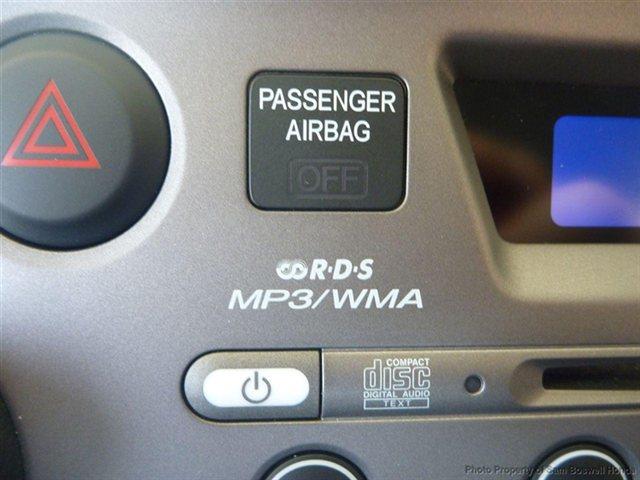 PASSENGER
AIRBAG
OFF
R·D·S
MP3/WMA
COMPACT
disc
DIGITAL AUDIO
TEXT
Photo Property of Sam Boswell Honda